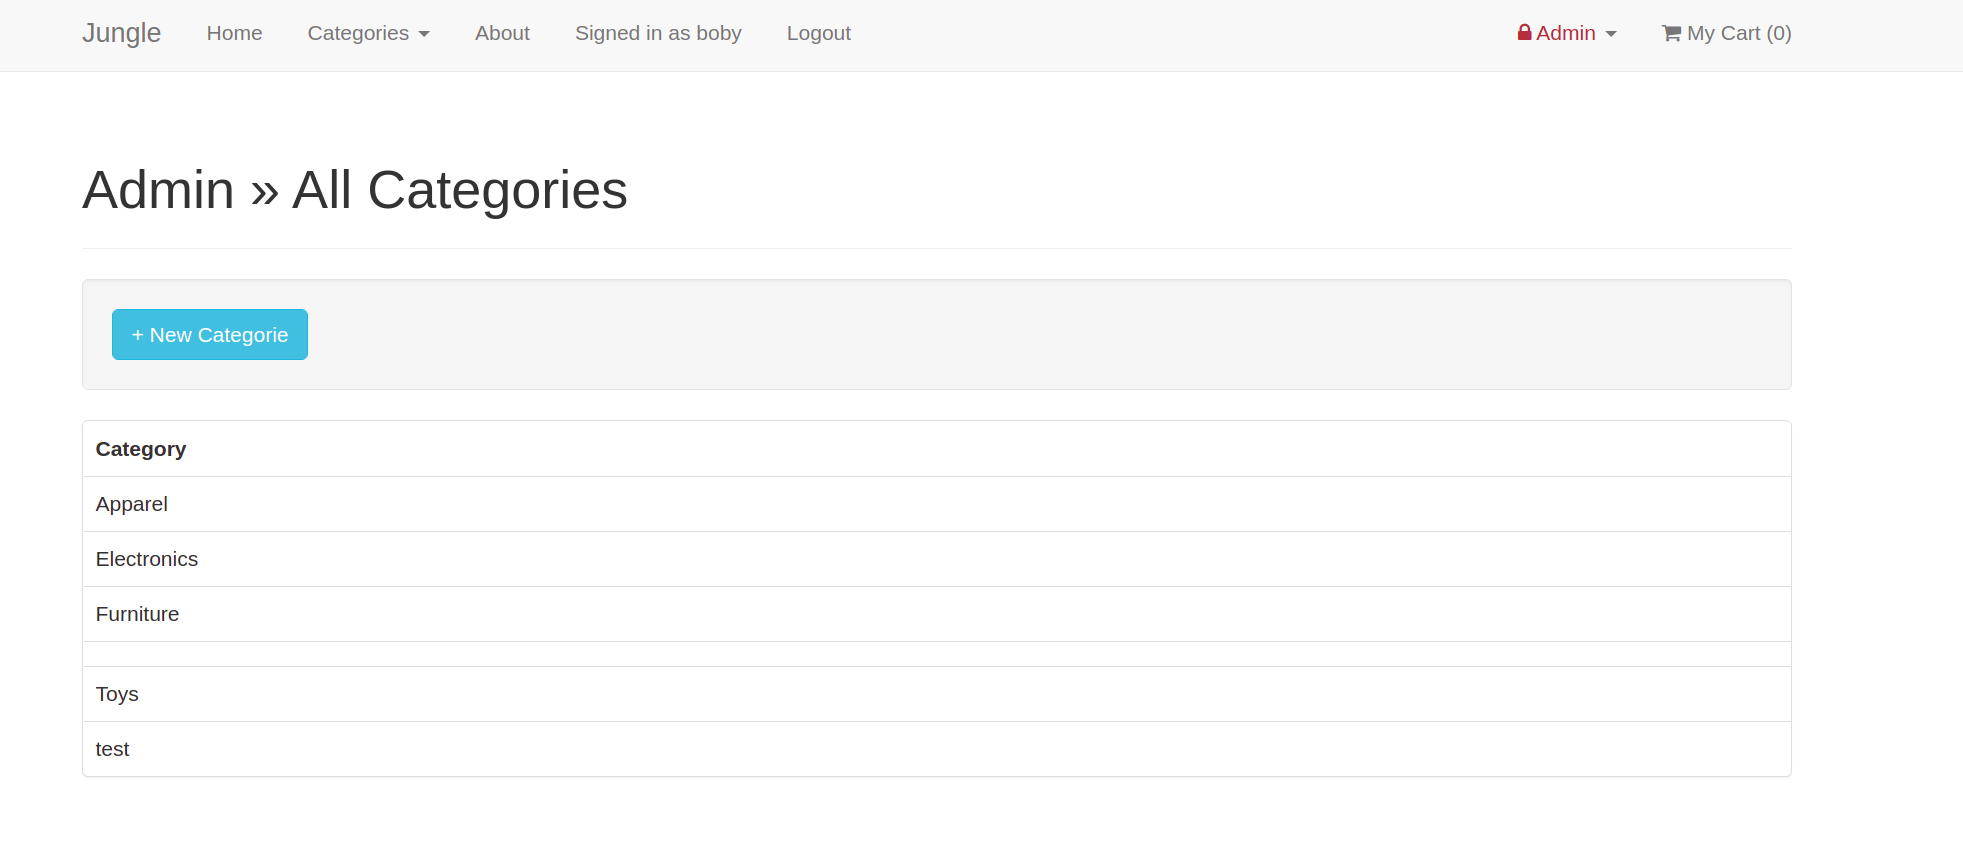 Jungle Home Categories About Signed in as boby Logout Admin My Cart (0)
Admin » All Categories
+ New Categorie
Category
Apparel
Electronics
Furniture
Toys
test